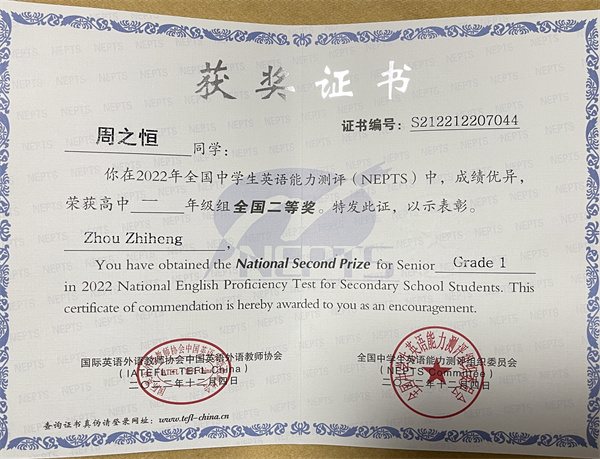 获奖证书
证书编号：S212212207044
周之恒 同学：
你在2022年全国中学生英语能力测评（NEPTS）中，成绩优异，
荣获高中 一 年级组 全国二等奖。特发此证，以示表彰。
Zhou Zhiheng ,
You have obtained the National Second Prize for Senior Grade 1
in 2022 National English Proficiency Test for Secondary School Students. This
certificate of commendation is hereby awarded to you as an encouragement.
国际英语外语教师协会中国英语外语教师协会
(IATEFL TEFL China)
二〇二二年十二月四日
全国中学生英语能力测评组织委员会
(NEPTS Committee)
二〇二二年十二月四日
查询证书真伪请登录网址：www.tefl-china.cn
NEPTS